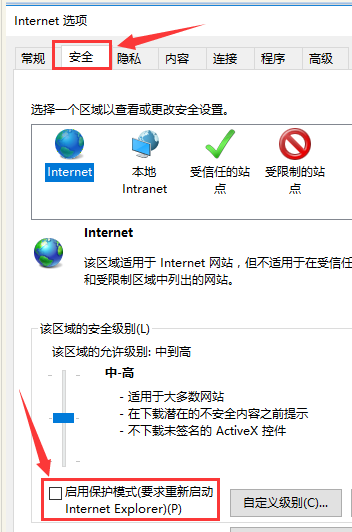 Internet 选项
常规 安全 隐私 内容 连接 程序 高级
选择一个区域以查看或更改安全设置。
Internet 本地 Intranet 受信任的站点 受限制的站点
Internet
该区域适用于 Internet 网站，但不适用于在受信任
和受限制区域中列出的网站。
该区域的安全级别(L)
该区域的允许级别: 中到高
中-高
- 适用于大多数网站
- 在下载潜在的不安全内容之前提示
- 不下载未签名的 ActiveX 控件
启用保护模式(要求重新启动
Internet Explorer)(P)
自定义级别(C)...